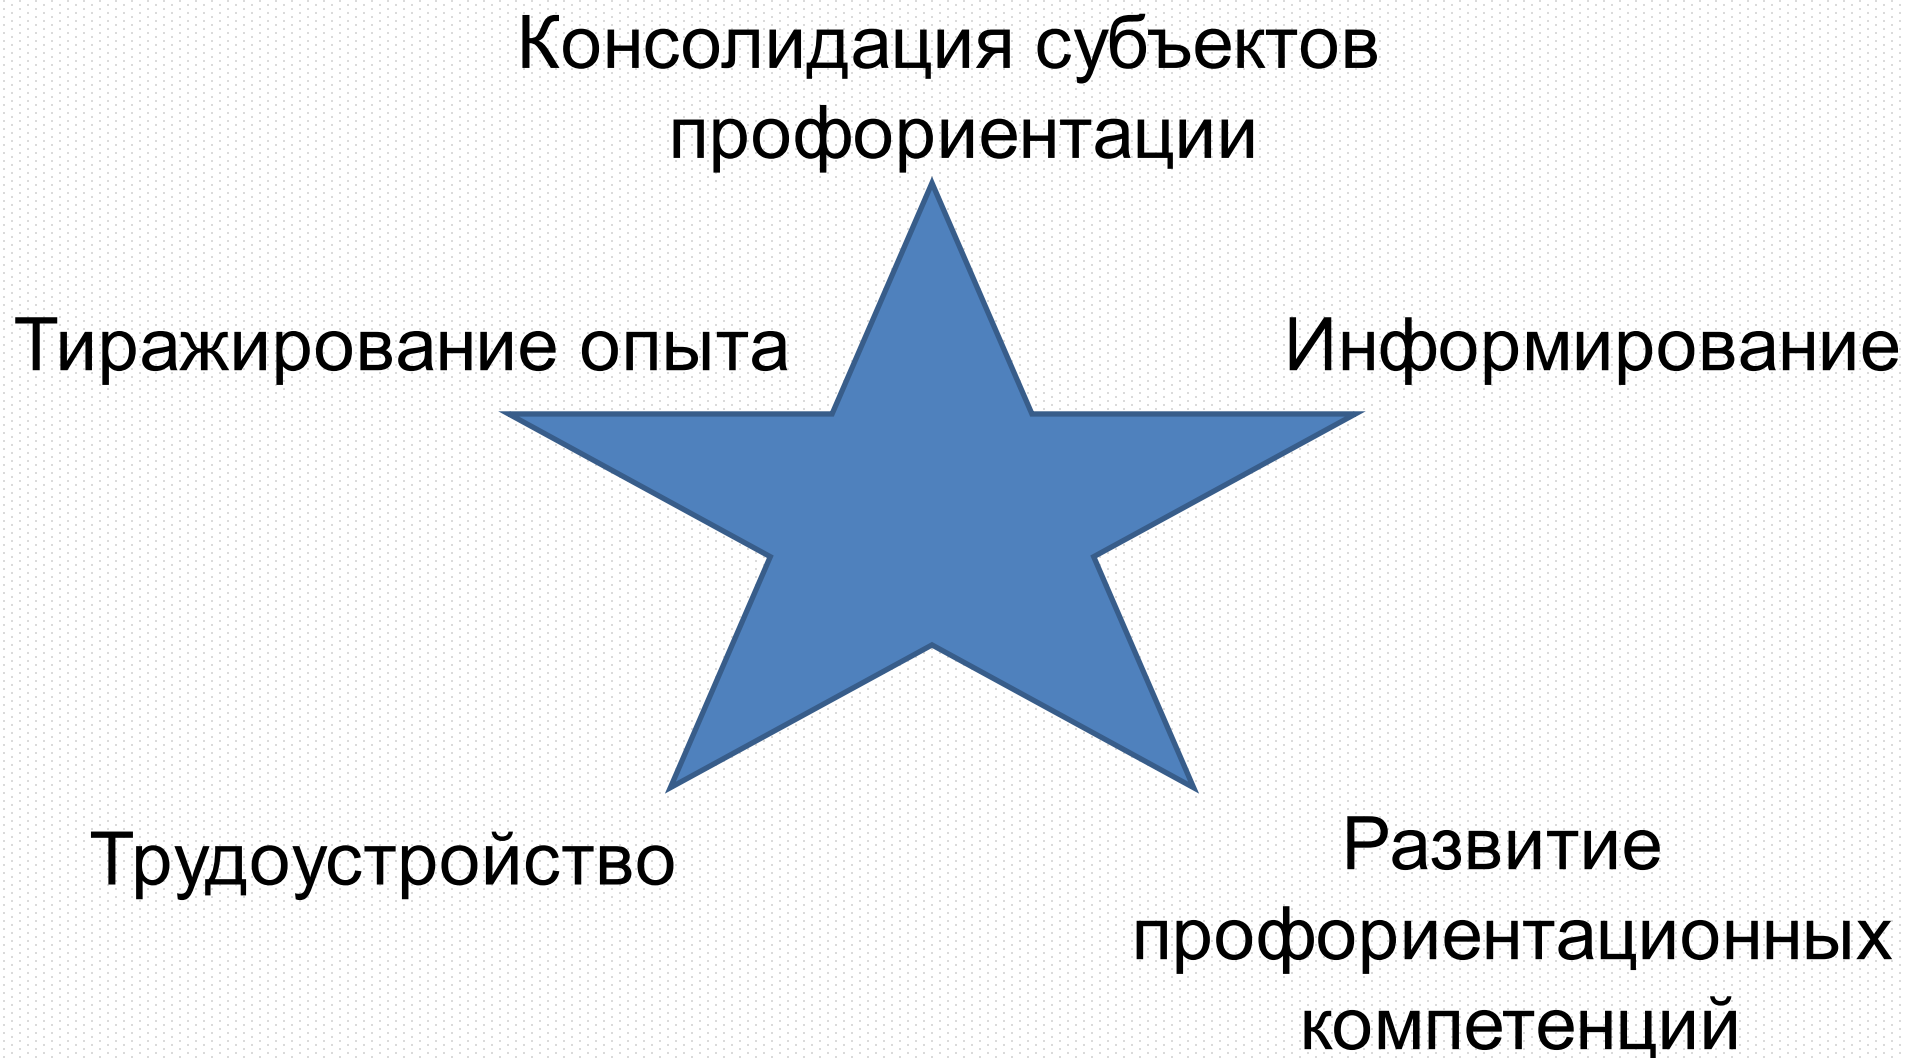 Консолидация субъектов
профориентации
Тиражирование опыта
Информирование
Трудоустройство
Развитие
профориентационных
компетенций